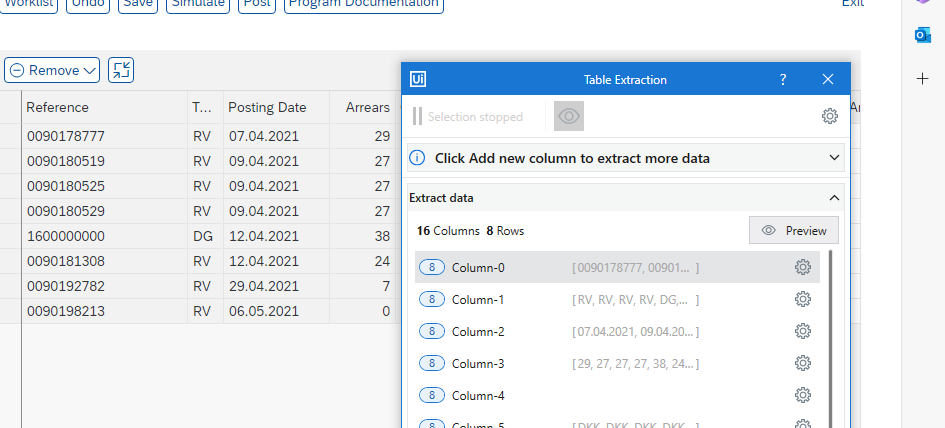 Worklist Undo Save Simulate Post Program Documentation Exit
Remove
Reference T... Posting Date Arrears
0090178777 RV 07.04.2021 29
0090180519 RV 09.04.2021 27
0090180525 RV 09.04.2021 27
0090180529 RV 09.04.2021 27
1600000000 DG 12.04.2021 38
0090181308 RV 12.04.2021 24
0090192782 RV 29.04.2021 7
0090198213 RV 06.05.2021 0
Ui Table Extraction ?
Selection stopped
Click Add new column to extract more data
Extract data
16 Columns 8 Rows Preview
8 Column-0 [0090178777, 00901... ]
8 Column-1 [RV, RV, RV, RV, DG,... ]
8 Column-2 [07.04.2021, 09.04.20... ]
8 Column-3 [29, 27, 27, 27, 38, 24... ]
8 Column-4
8 Column-5 [DKK, DKK, DKK, DKK... ]